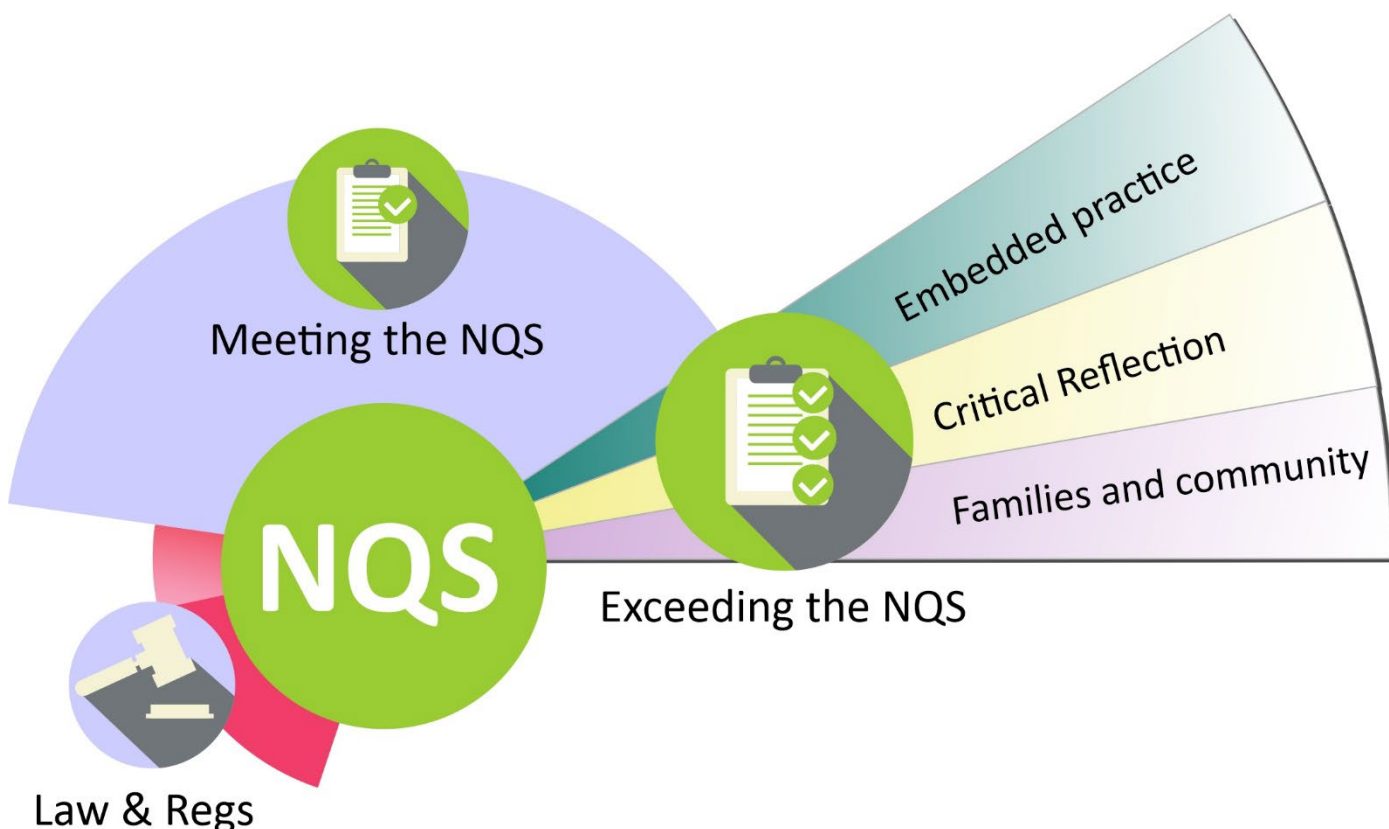 Embedded practice
Meeting the NQS
Critical Reflection
Families and community
NQS
Exceeding the NQS
Law & Regs